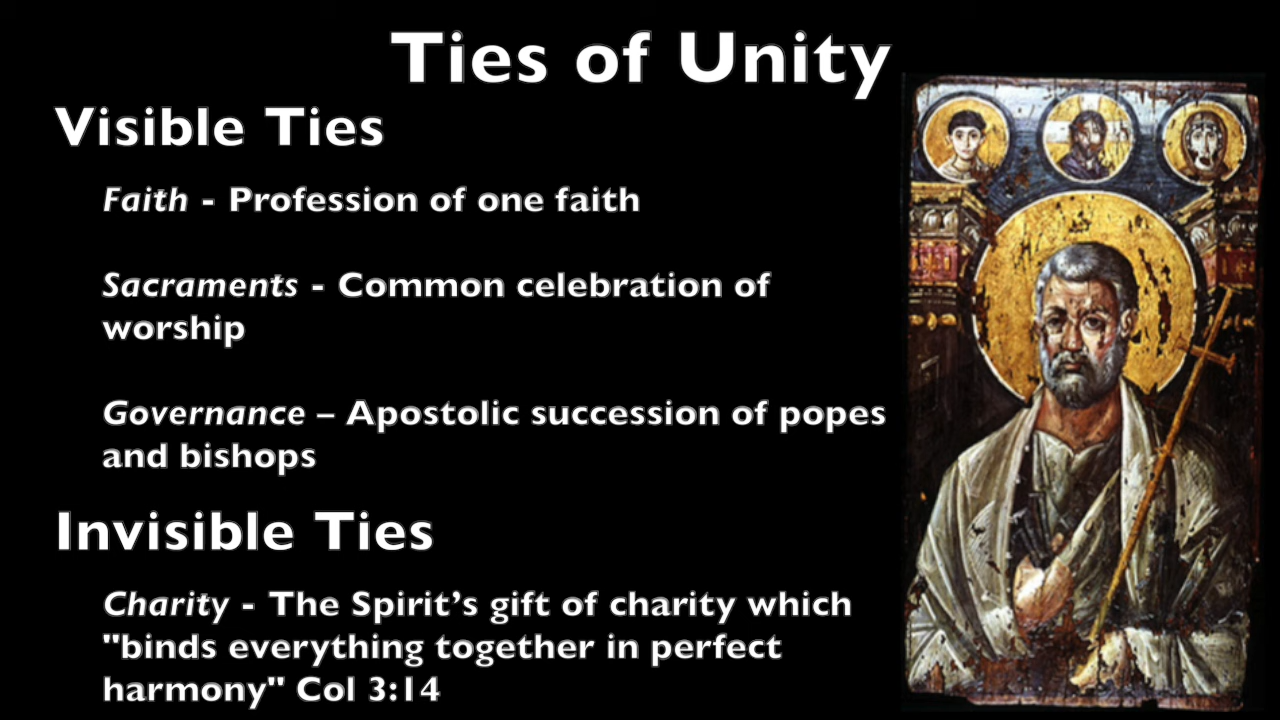 Ties of Unity
Visible Ties
Faith - Profession of one faith
Sacraments - Common celebration of
worship
Governance – Apostolic succession of popes
and bishops
Invisible Ties
Charity - The Spirit’s gift of charity which
"binds everything together in perfect
harmony" Col 3:14